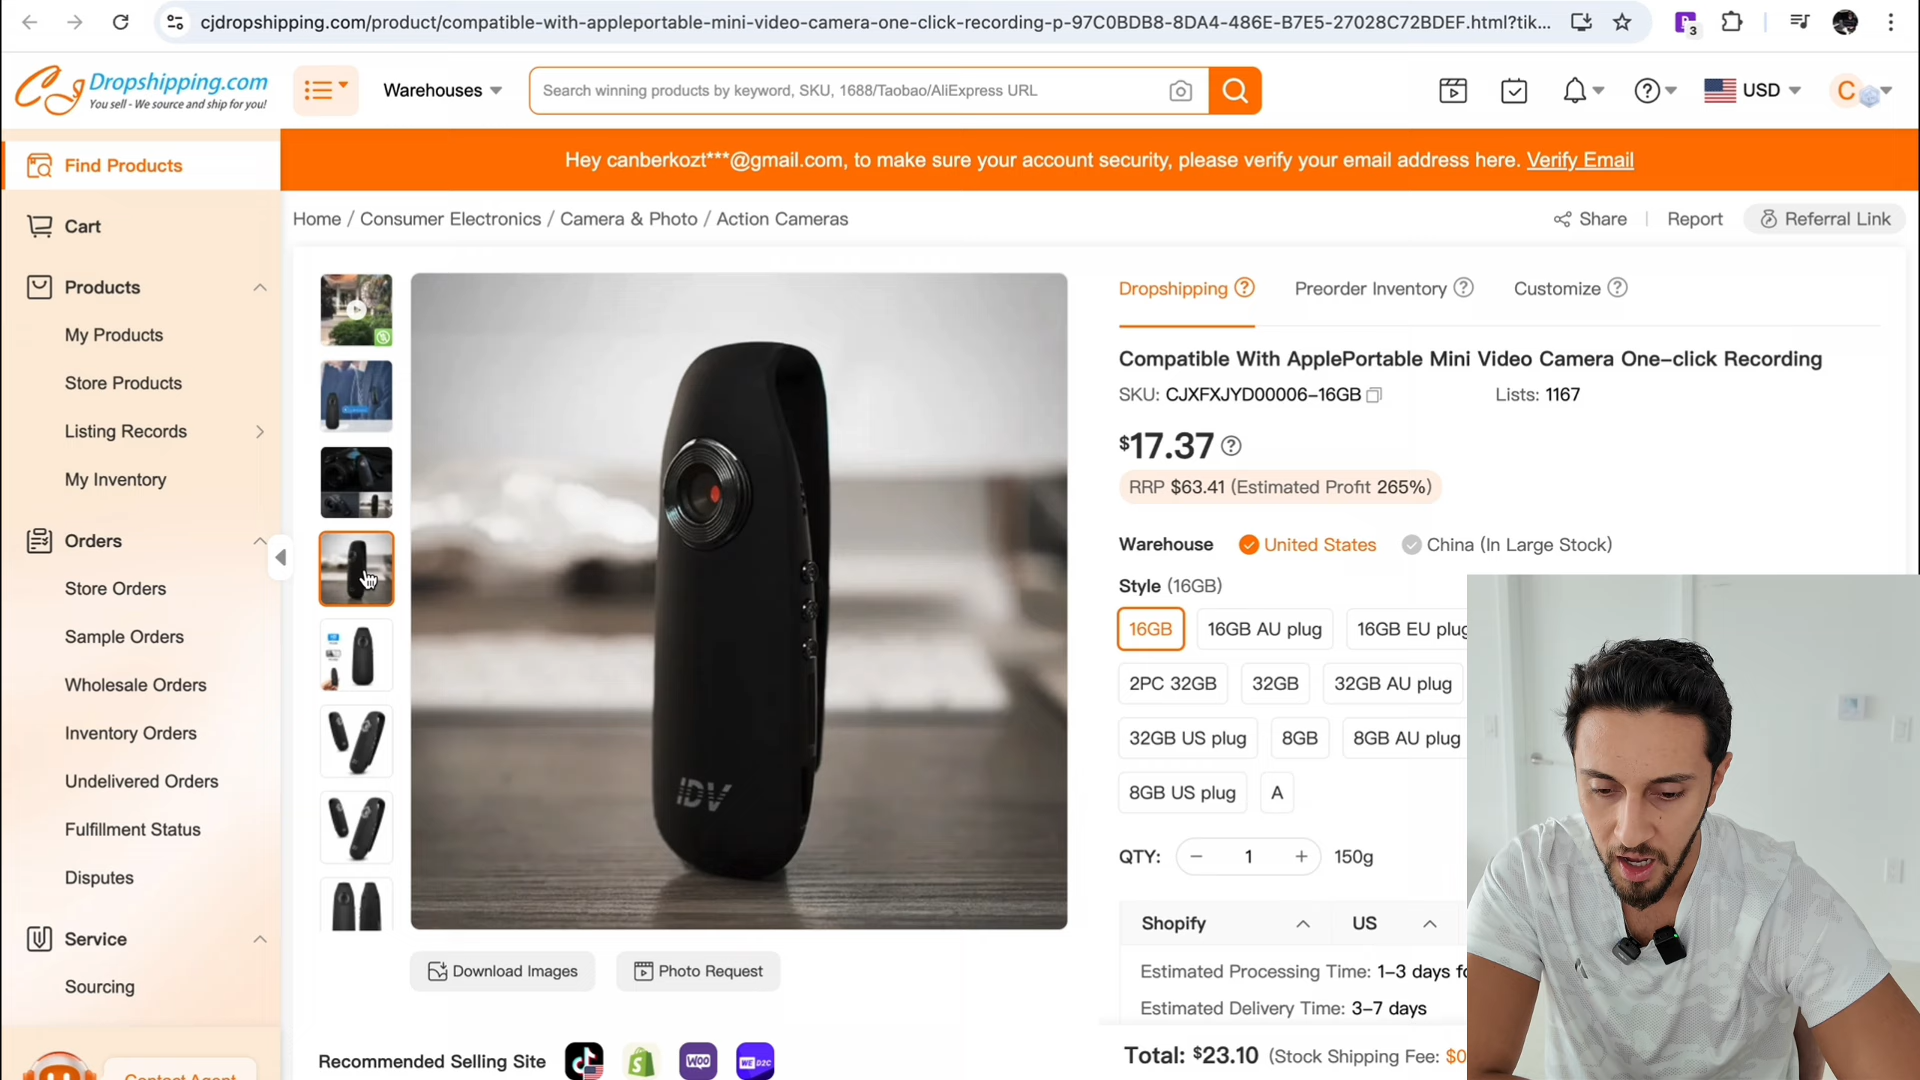 cjdropshipping.com/product/compatible-with-appleportable-mini-video-camera-one-click-recording-p-97C0BDB8-8DA4-486E-B7E5-27028C72BDEF.html?tik...
3
CJ Dropshipping.com
You sell - We source and ship for you!
Warehouses
Search winning products by keyword, SKU, 1688/Taobao/AliExpress URL
USD
C
Hey canberkozt***@gmail.com, to make sure your account security, please verify your email address here. Verify Email
Find Products
Cart
Products
My Products
Store Products
Listing Records
My Inventory
Orders
Store Orders
Sample Orders
Wholesale Orders
Inventory Orders
Undelivered Orders
Fulfillment Status
Disputes
Service
Sourcing
Contact Agent
Home / Consumer Electronics / Camera & Photo / Action Cameras
Share
Report
Referral Link
IDV
Download Images
Photo Request
Recommended Selling Site
WOO
WE D2C
Dropshipping
Preorder Inventory
Customize
Compatible With ApplePortable Mini Video Camera One-click Recording
SKU: CJXFXJYD00006-16GB
Lists: 1167
$17.37
RRP $63.41 (Estimated Profit 265%)
Warehouse
United States
China (In Large Stock)
Style (16GB)
16GB
16GB AU plug
16GB EU plug
2PC 32GB
32GB
32GB AU plug
32GB US plug
8GB
8GB AU plug
8GB US plug
A
QTY:
1
150g
Shopify
US
Estimated Processing Time: 1-3 days
Estimated Delivery Time: 3-7 days
Total: $23.10 (Stock Shipping Fee: $0